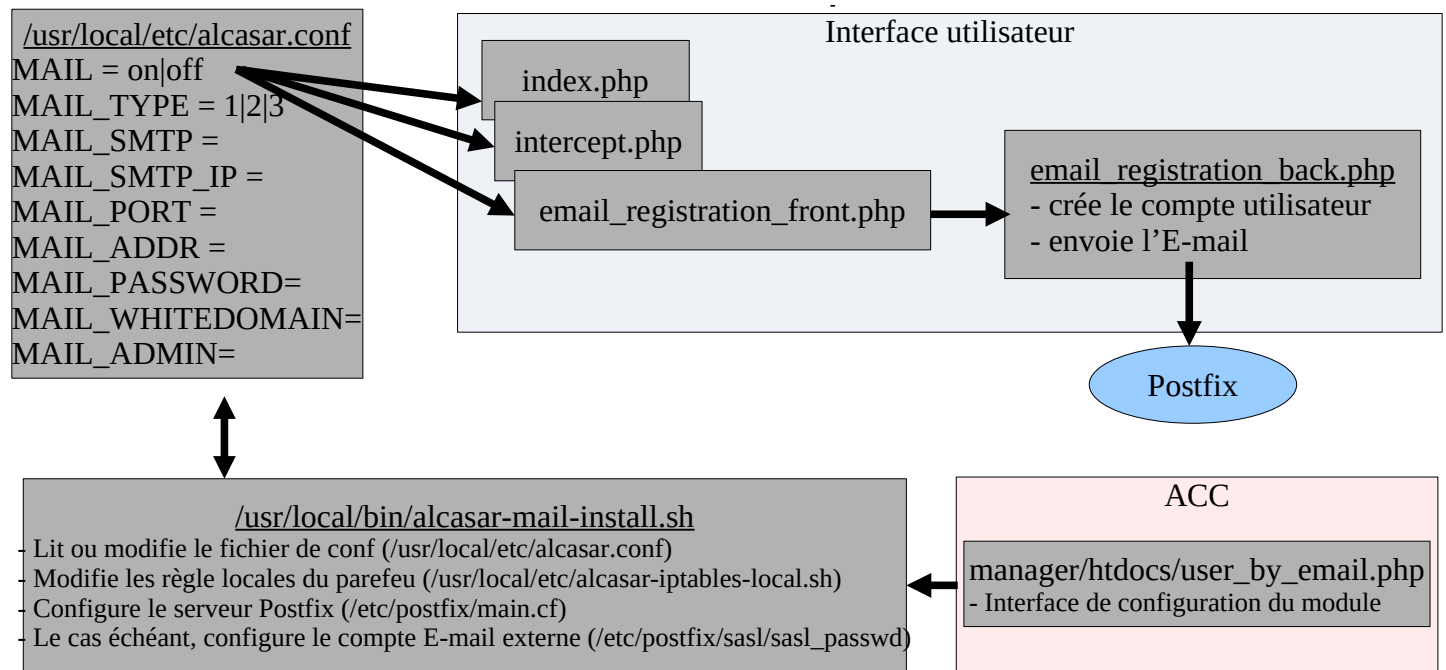 /usr/local/etc/alcasar.conf
MAIL = on|off
MAIL_TYPE = 1|2|3
MAIL_SMTP =
MAIL_SMTP_IP =
MAIL_PORT =
MAIL_ADDR =
MAIL_PASSWORD=
MAIL_WHITEDOMAIN=
MAIL_ADMIN=
Interface utilisateur
index.php
intercept.php
email_registration_front.php
email_registration_back.php
- crée le compte utilisateur
- envoie l’E-mail
Postfix
/usr/local/bin/alcasar-mail-install.sh
- Lit ou modifie le fichier de conf (/usr/local/etc/alcasar.conf)
- Modifie les règle locales du parefeu (/usr/local/etc/alcasar-iptables-local.sh)
- Configure le serveur Postfix (/etc/postfix/main.cf)
- Le cas échéant, configure le compte E-mail externe (/etc/postfix/sasl/sasl_passwd)
ACC
manager/htdocs/user_by_email.php
- Interface de configuration du module